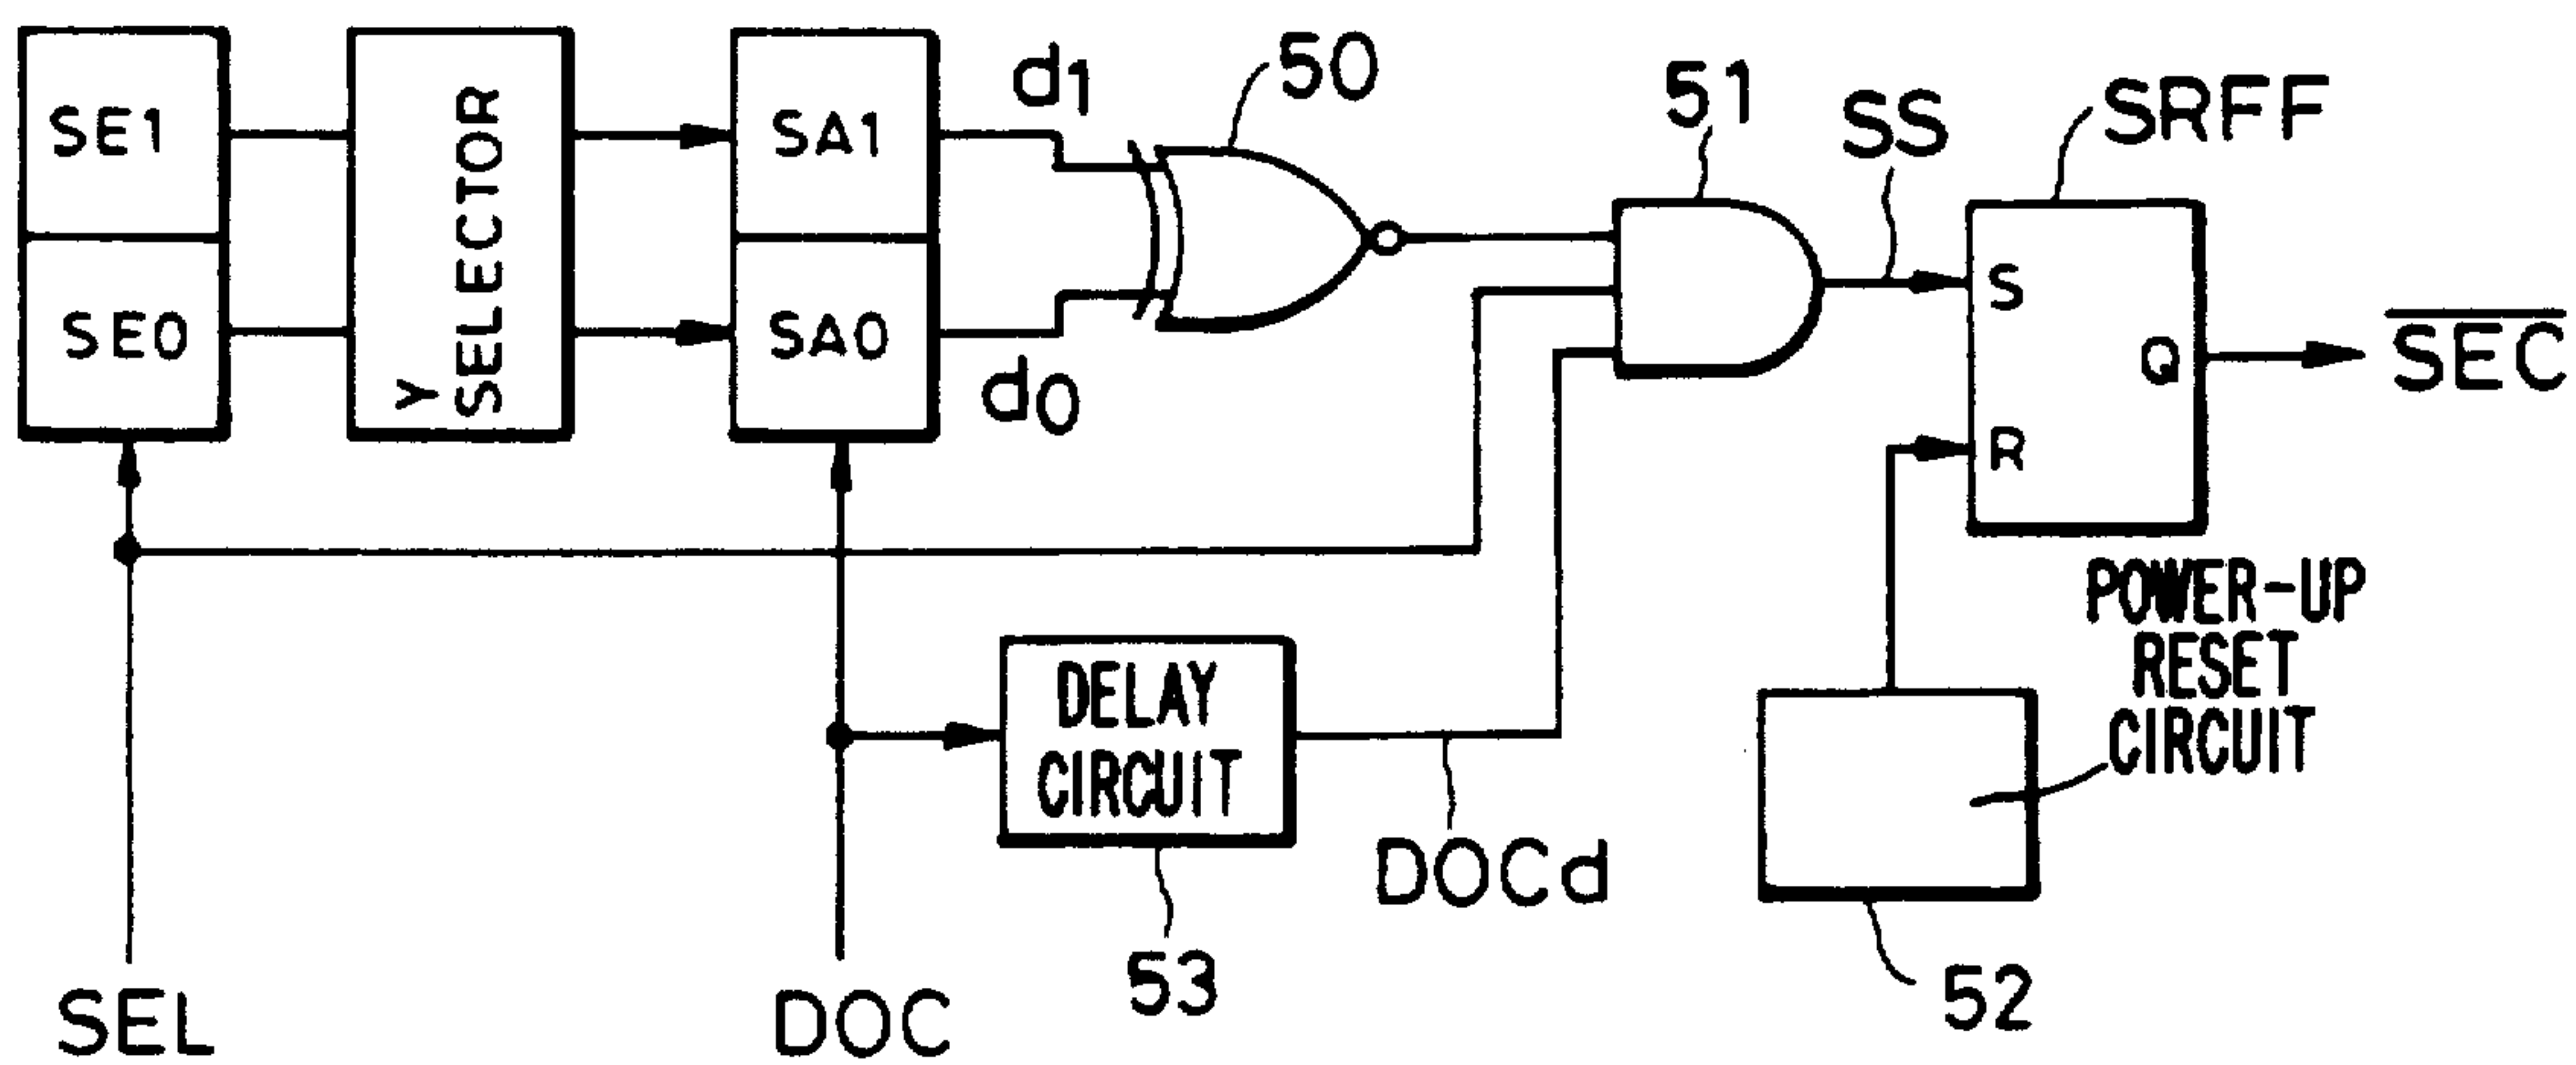 SE1
SE0
Y
SELECTOR
SA1
SA0
d1
d0
50
51
SS
SRFF
S
R
Q
SEC
POWER-UP
RESET
CIRCUIT
DELAY
CIRCUIT
DOCd
53
52
SEL
DOC